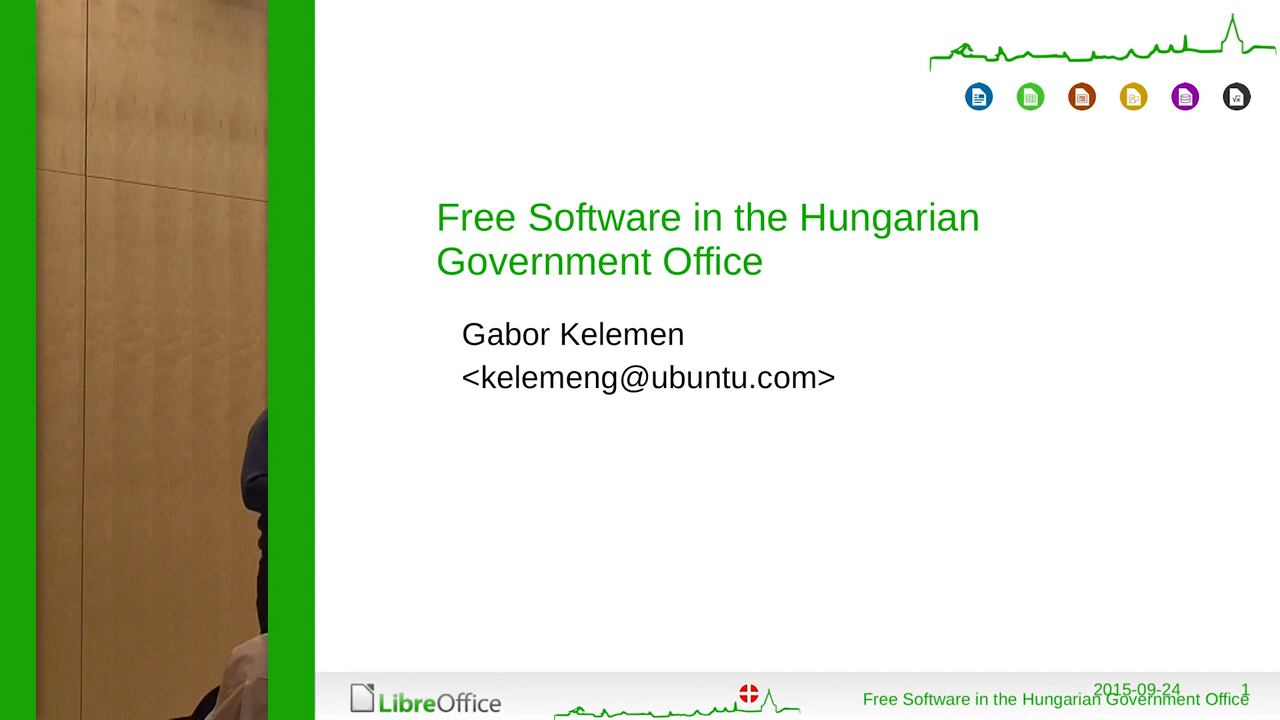 Free Software in the Hungarian
Government Office
Gabor Kelemen
<kelemeng@ubuntu.com>
LibreOffice
2015-09-24
1
Free Software in the Hungarian Government Office